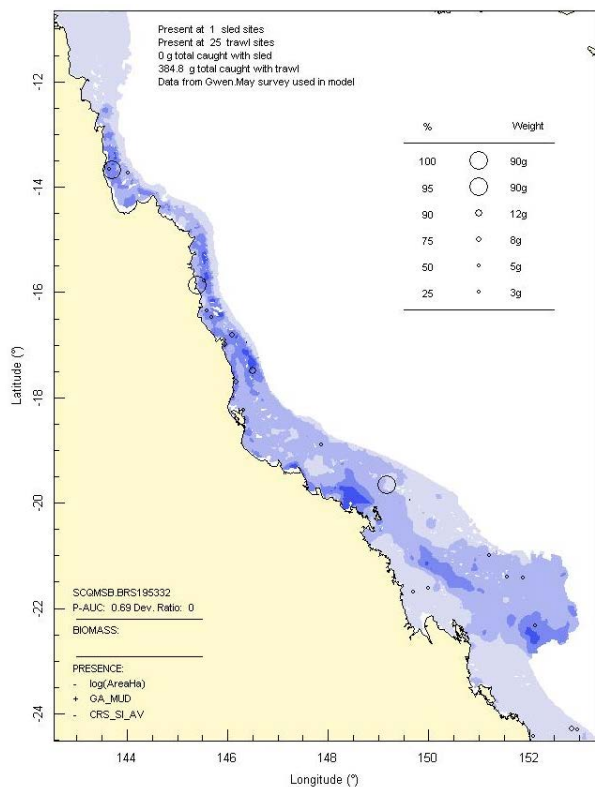 Present at 1 sled sites
Present at 25 trawl sites
0 g total caught with sled
384.8 g total caught with trawl
Data from Gwen.May survey used in model
% Weight
100 90g
95 90g
90 12g
75 8g
50 5g
25 3g
-12
-14
-16
-18
-20
-22
-24
Latitude (°)
SCQMSB.BRS195332
P-AUC: 0.69 Dev. Ratio: 0
BIOMASS:
PRESENCE:
- log(AreaHa)
+ GA_MUD
- CRS_SI_AV
144 146 148 150 152
Longitude (°)